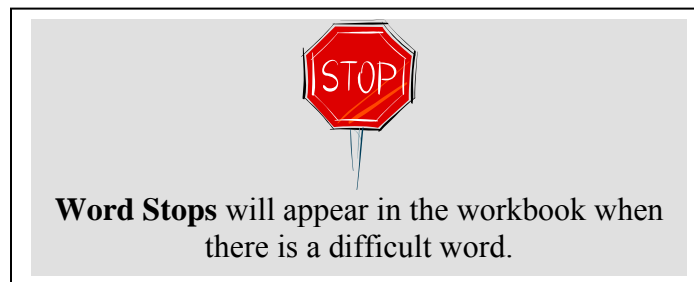 STOP
Word Stops will appear in the workbook when
there is a difficult word.